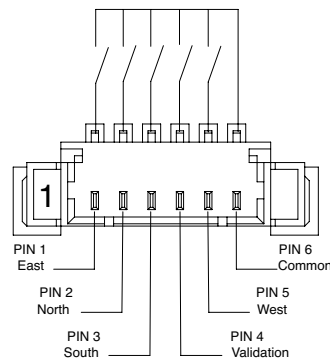 1
PIN 1
East
PIN 6
Common
PIN 2
North
PIN 5
West
PIN 3
South
PIN 4
Validation